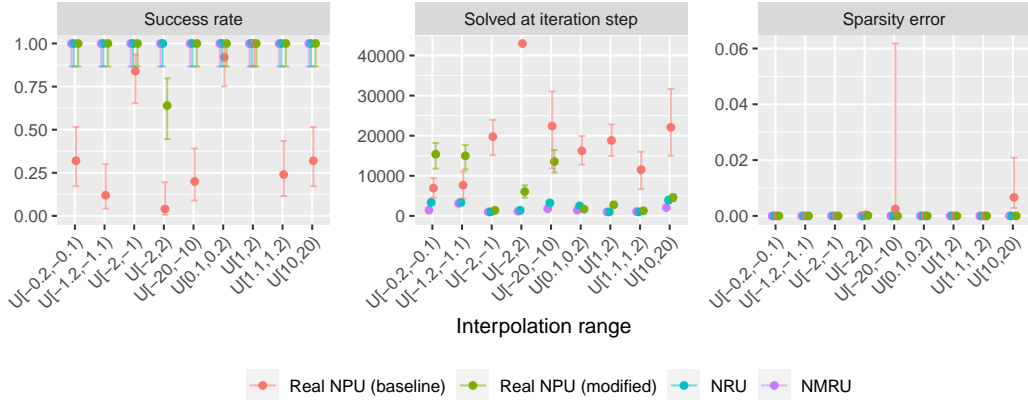 Success rate
Solved at iteration step
Sparsity error
1.00
0.75
0.50
0.25
0.00
40000
30000
20000
10000
0
0.06
0.04
0.02
0.00
U[−0.2,−0.1)
U[−1.2,−1.1)
U[−2,−1)
U[−2,2)
U[−20,−10)
U[0.1,0.2)
U[1,2)
U[1.1,1.2)
U[10,20)
U[−0.2,−0.1)
U[−1.2,−1.1)
U[−2,−1)
U[−2,2)
U[−20,−10)
U[0.1,0.2)
U[1,2)
U[1.1,1.2)
U[10,20)
U[−0.2,−0.1)
U[−1.2,−1.1)
U[−2,−1)
U[−2,2)
U[−20,−10)
U[0.1,0.2)
U[1,2)
U[1.1,1.2)
U[10,20)
Interpolation range
Real NPU (baseline)
Real NPU (modified)
NRU
NMRU